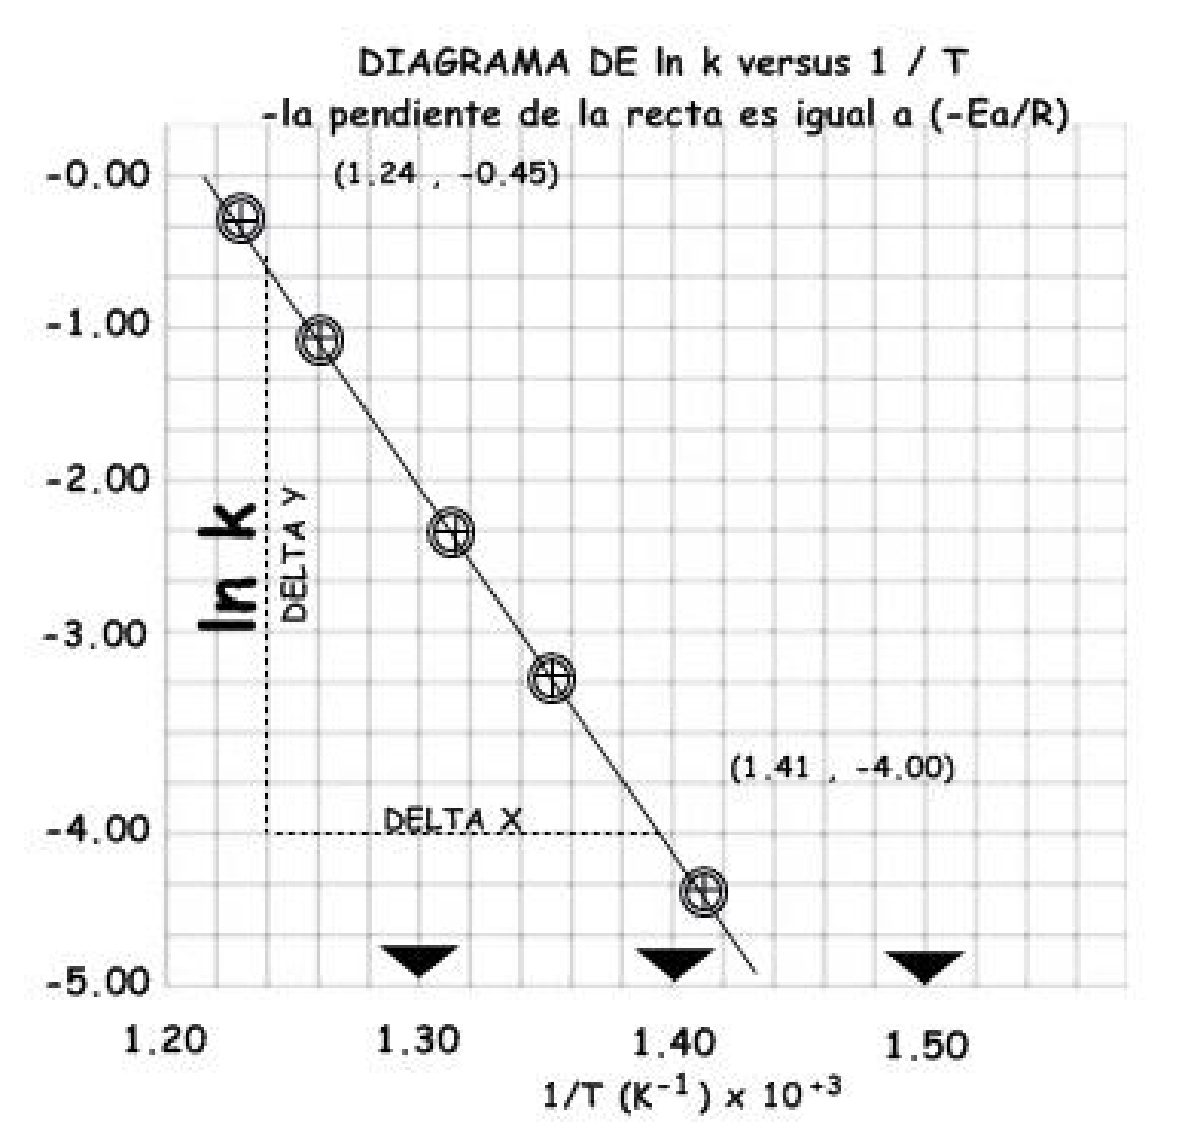 DIAGRAMA DE ln k versus 1 / T
-la pendiente de la recta es igual a (-Ea/R)
-0.00
(1.24 , -0.45)
-1.00
-2.00
ln k
DELTA Y
-3.00
(1.41 , -4.00)
-4.00
DELTA X
-5.00
1.20 1.30 1.40 1.50
1/T (K⁻¹) x 10⁺³